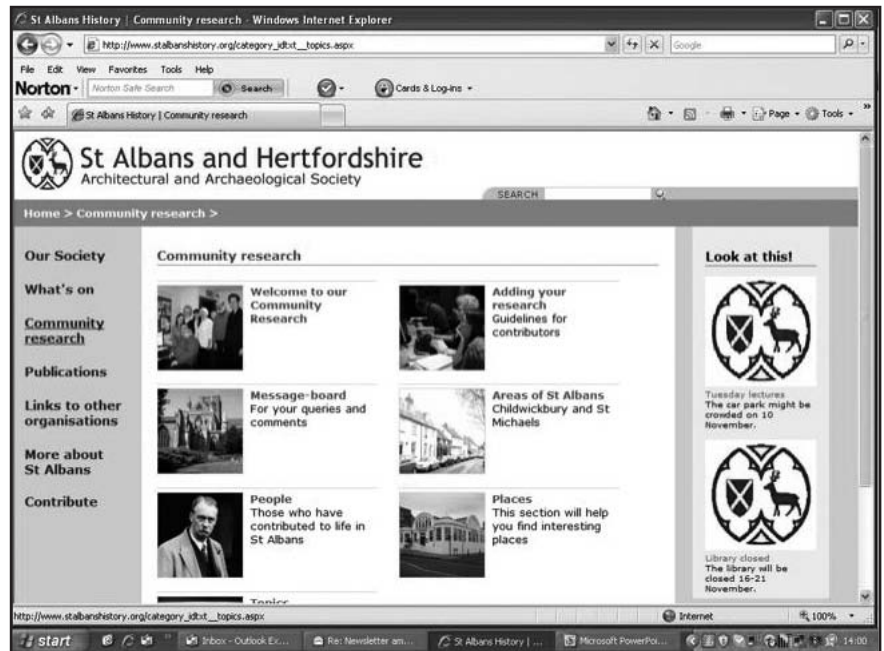 St Albans History | Community research - Windows Internet Explorer
http://www.stalbanshistory.org/category_idtxt__topics.aspx
Google
File Edit View Favorites Tools Help
Norton
Norton Safe Search
Search
Cards & Log-ins
St Albans History | Community research
Page
Tools
St Albans and Hertfordshire
Architectural and Archaeological Society
SEARCH
Home > Community research >
Our Society
What's on
Community
research
Publications
Links to other
organisations
More about
St Albans
Contribute
Community research
Welcome to our
Community
Research
Adding your
research
Guidelines for
contributors
Message-board
For your queries and
comments
Areas of St Albans
Childwickbury and St
Michaels
People
Those who have
contributed to life in
St Albans
Places
This section will help
you find interesting
places
Topics
Look at this!
Tuesday lectures
The car park might be
crowded on 10
November.
Library closed
The library will be
closed 16-21
November.
http://www.stalbanshistory.org/category_idtxt__topics.aspx
Internet
100%
start
Inbox - Outlook Ex...
Re: Newsletter am...
St Albans History | ...
Microsoft PowerPoi...
14:00